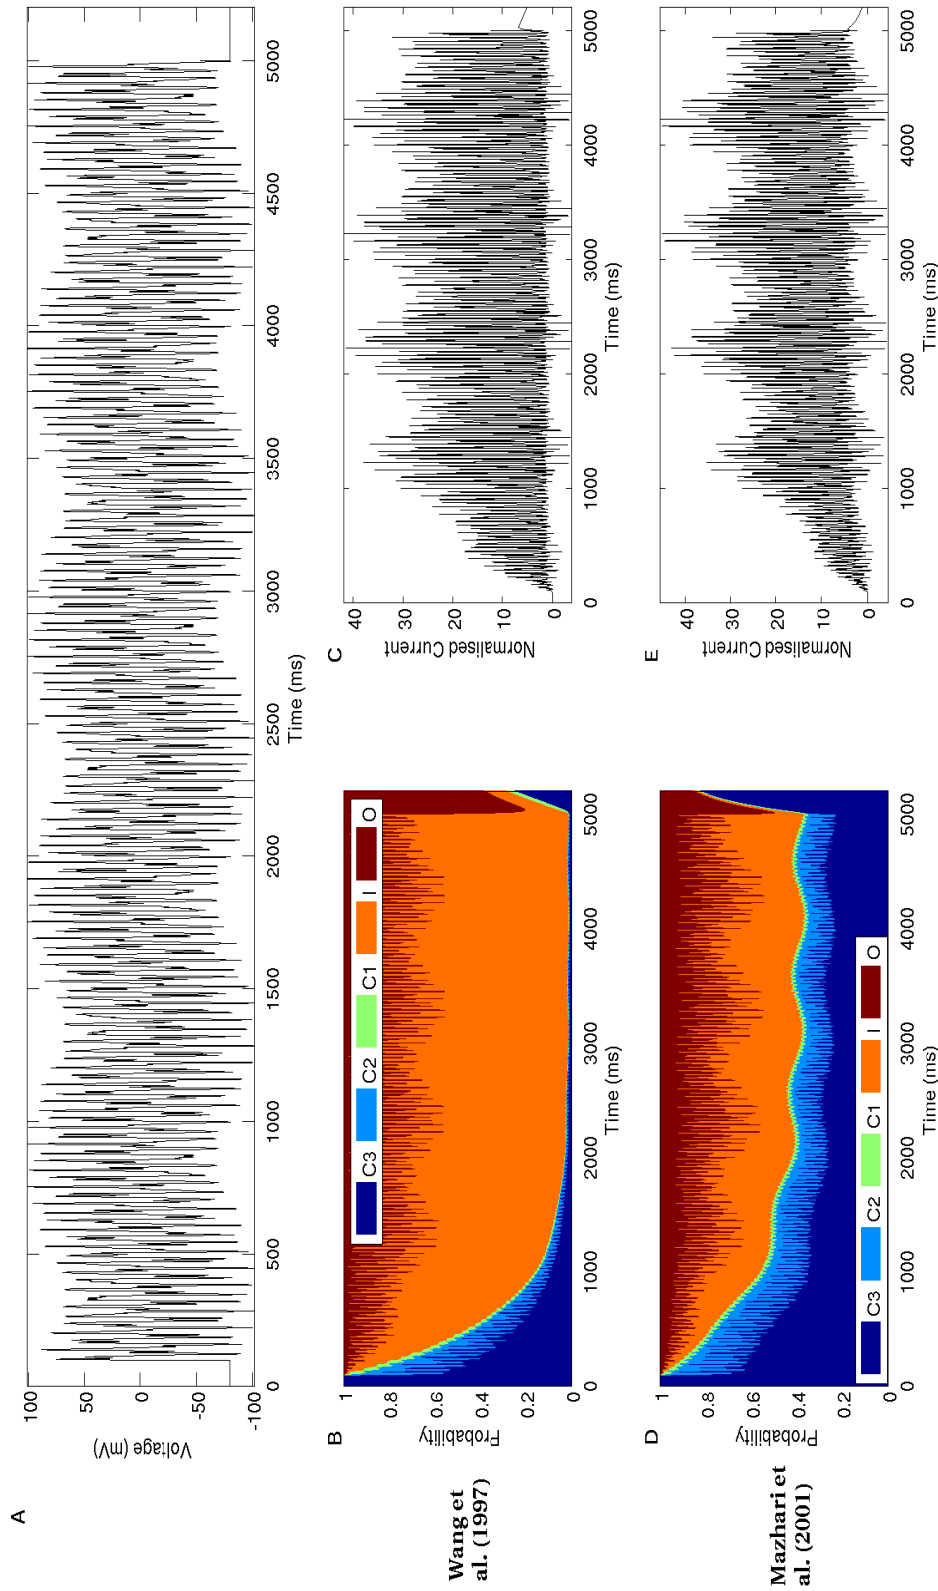 A
Voltage (mV)
100
50
0
-50
-100
0
500
1000
1500
2000
2500
3000
3500
4000
4500
5000
Time (ms)
Wang et
al. (1997)
B
Probability
1
0.8
0.6
0.4
0.2
0
C3 C2 C1 I O
0
1000
2000
3000
4000
5000
Time (ms)
C
Normalised Current
40
30
20
10
0
0
1000
2000
3000
4000
5000
Time (ms)
Mazhari et
al. (2001)
D
Probability
1
0.8
0.6
0.4
0.2
0
C3 C2 C1 I O
0
1000
2000
3000
4000
5000
Time (ms)
E
Normalised Current
40
30
20
10
0
0
1000
2000
3000
4000
5000
Time (ms)